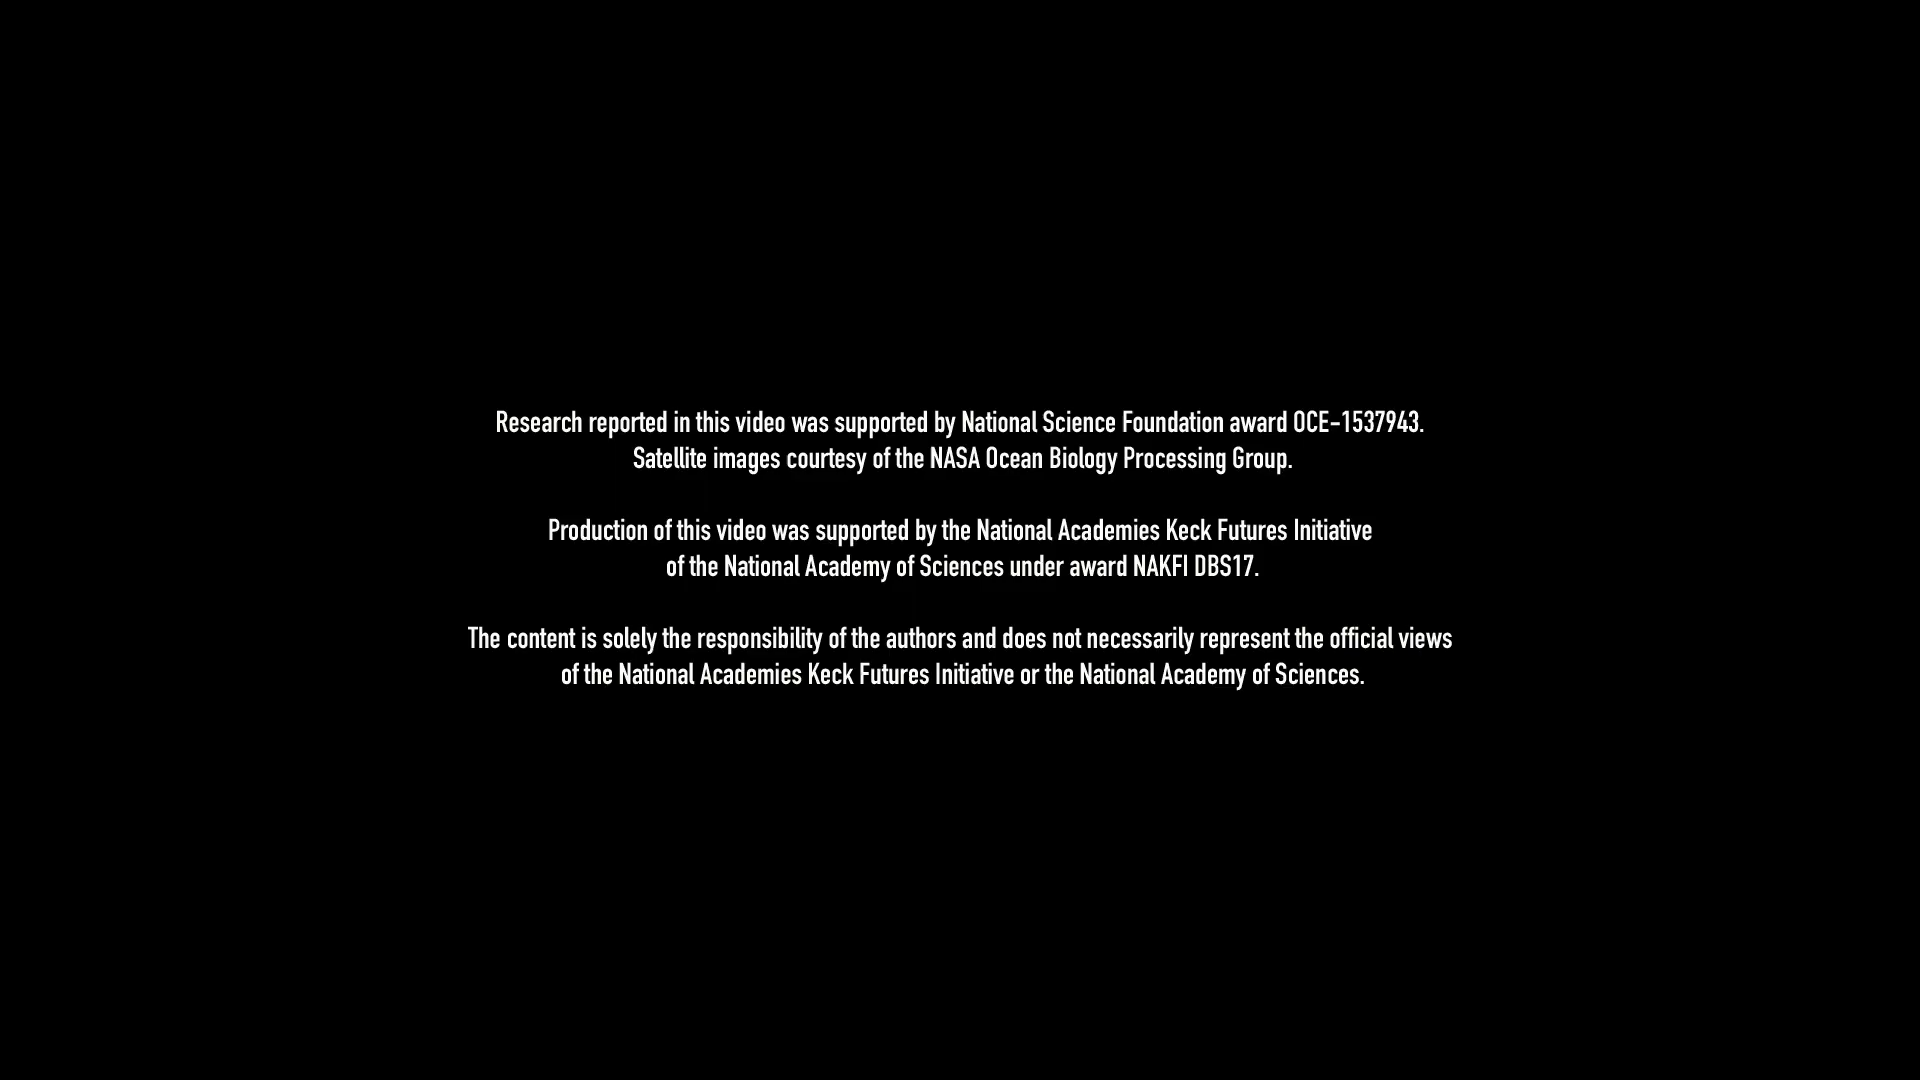 Research reported in this video was supported by National Science Foundation award OCE-1537943.
Satellite images courtesy of the NASA Ocean Biology Processing Group.
Production of this video was supported by the National Academies Keck Futures Initiative
of the National Academy of Sciences under award NAKFI DBS17.
The content is solely the responsibility of the authors and does not necessarily represent the official views
of the National Academies Keck Futures Initiative or the National Academy of Sciences.